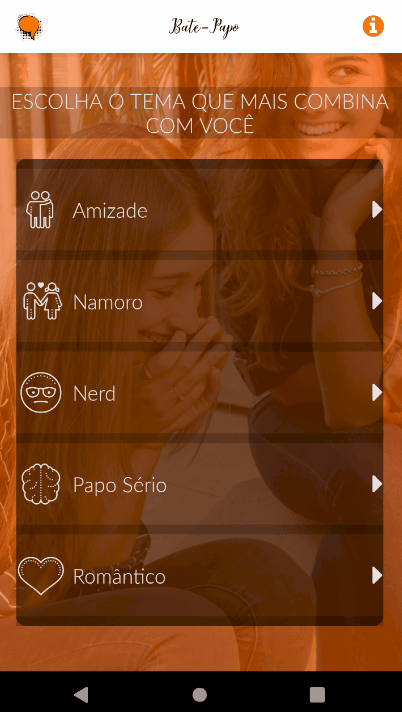 Bate-Papo
ESCOLHA O TEMA QUE MAIS COMBINA
COM VOCÊ
Amizade
Namoro
Nerd
Papo Sério
Romântico